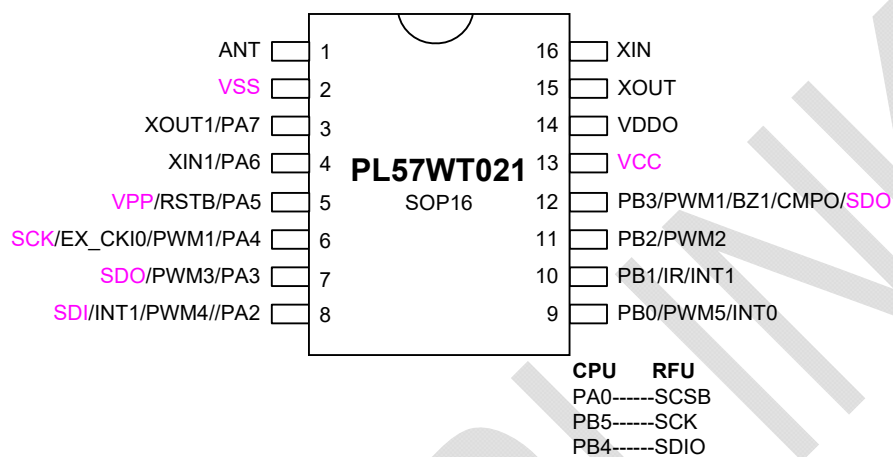 ANT 1 16 XIN
VSS 2 15 XOUT
XOUT1/PA7 3 14 VDDO
XIN1/PA6 4 13 VCC
PL57WT021
VPP/RSTB/PA5 5 SOP16 12 PB3/PWM1/BZ1/CMPO/SDO
SCK/EX_CKI0/PWM1/PA4 6 11 PB2/PWM2
SDO/PWM3/PA3 7 10 PB1/IR/INT1
SDI/INT1/PWM4//PA2 8 9 PB0/PWM5/INT0
CPU RFU
PA0------SCSB
PB5------SCK
PB4------SDIO